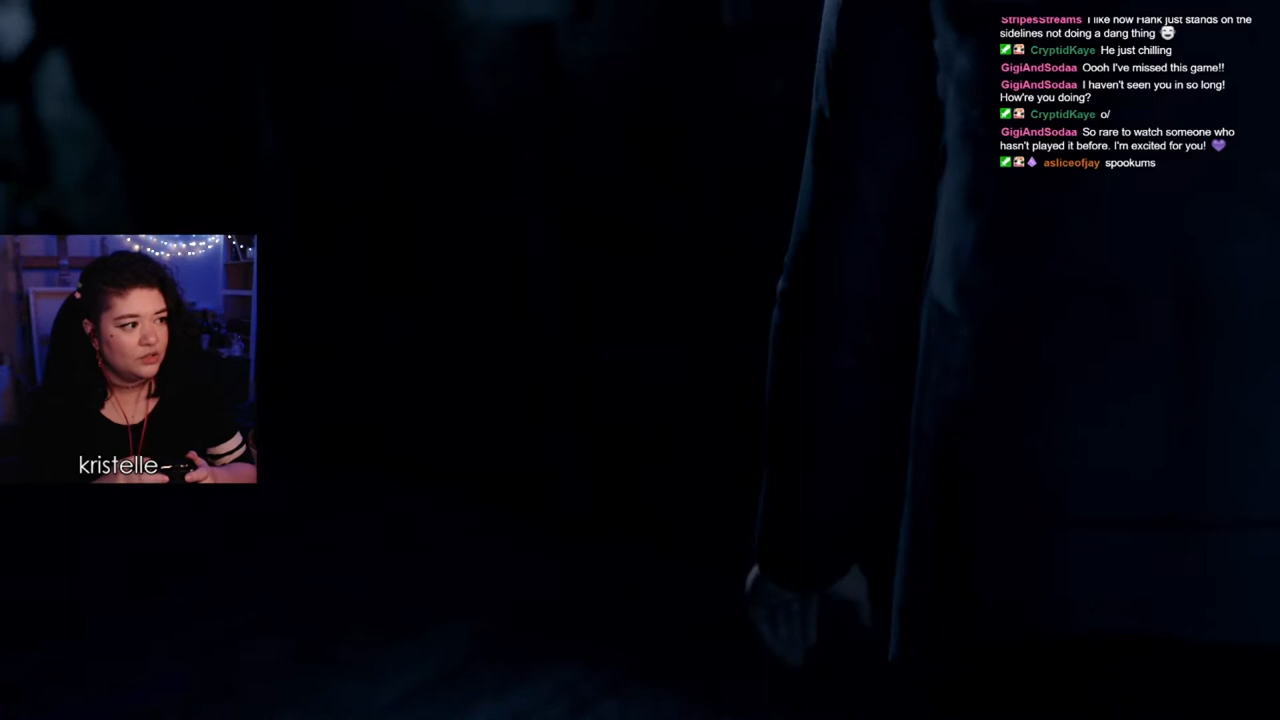 StripesStreams I like how Hank just stands on the
sidelines not doing a dang thing
CryptidKaye He just chilling
GigiAndSodaa Oooh I've missed this game!!
GigiAndSodaa I haven't seen you in so long!
How're you doing?
CryptidKaye o/
GigiAndSodaa So rare to watch someone who
hasn't played it before. I'm excited for you!
asliceofjay spookums
kristelle